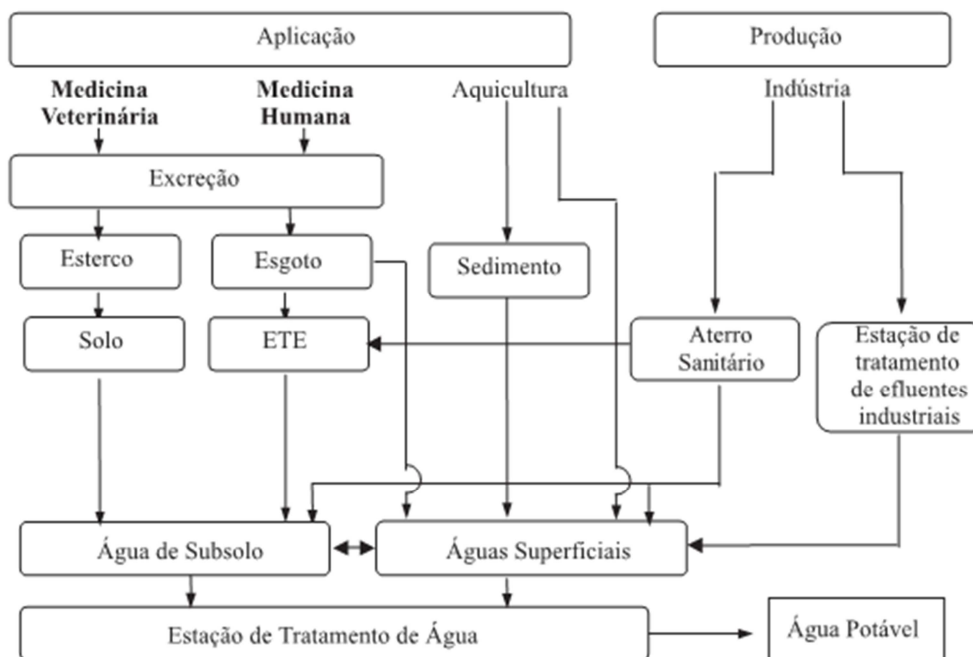 Aplicação
Produção
Medicina
Veterinária
Medicina
Humana
Aquicultura
Indústria
Excreção
Esterco
Esgoto
Sedimento
Solo
ETE
Aterro
Sanitário
Estação de
tratamento
de efluentes
industriais
Água de Subsolo
Águas Superficiais
Estação de Tratamento de Água
Água Potável